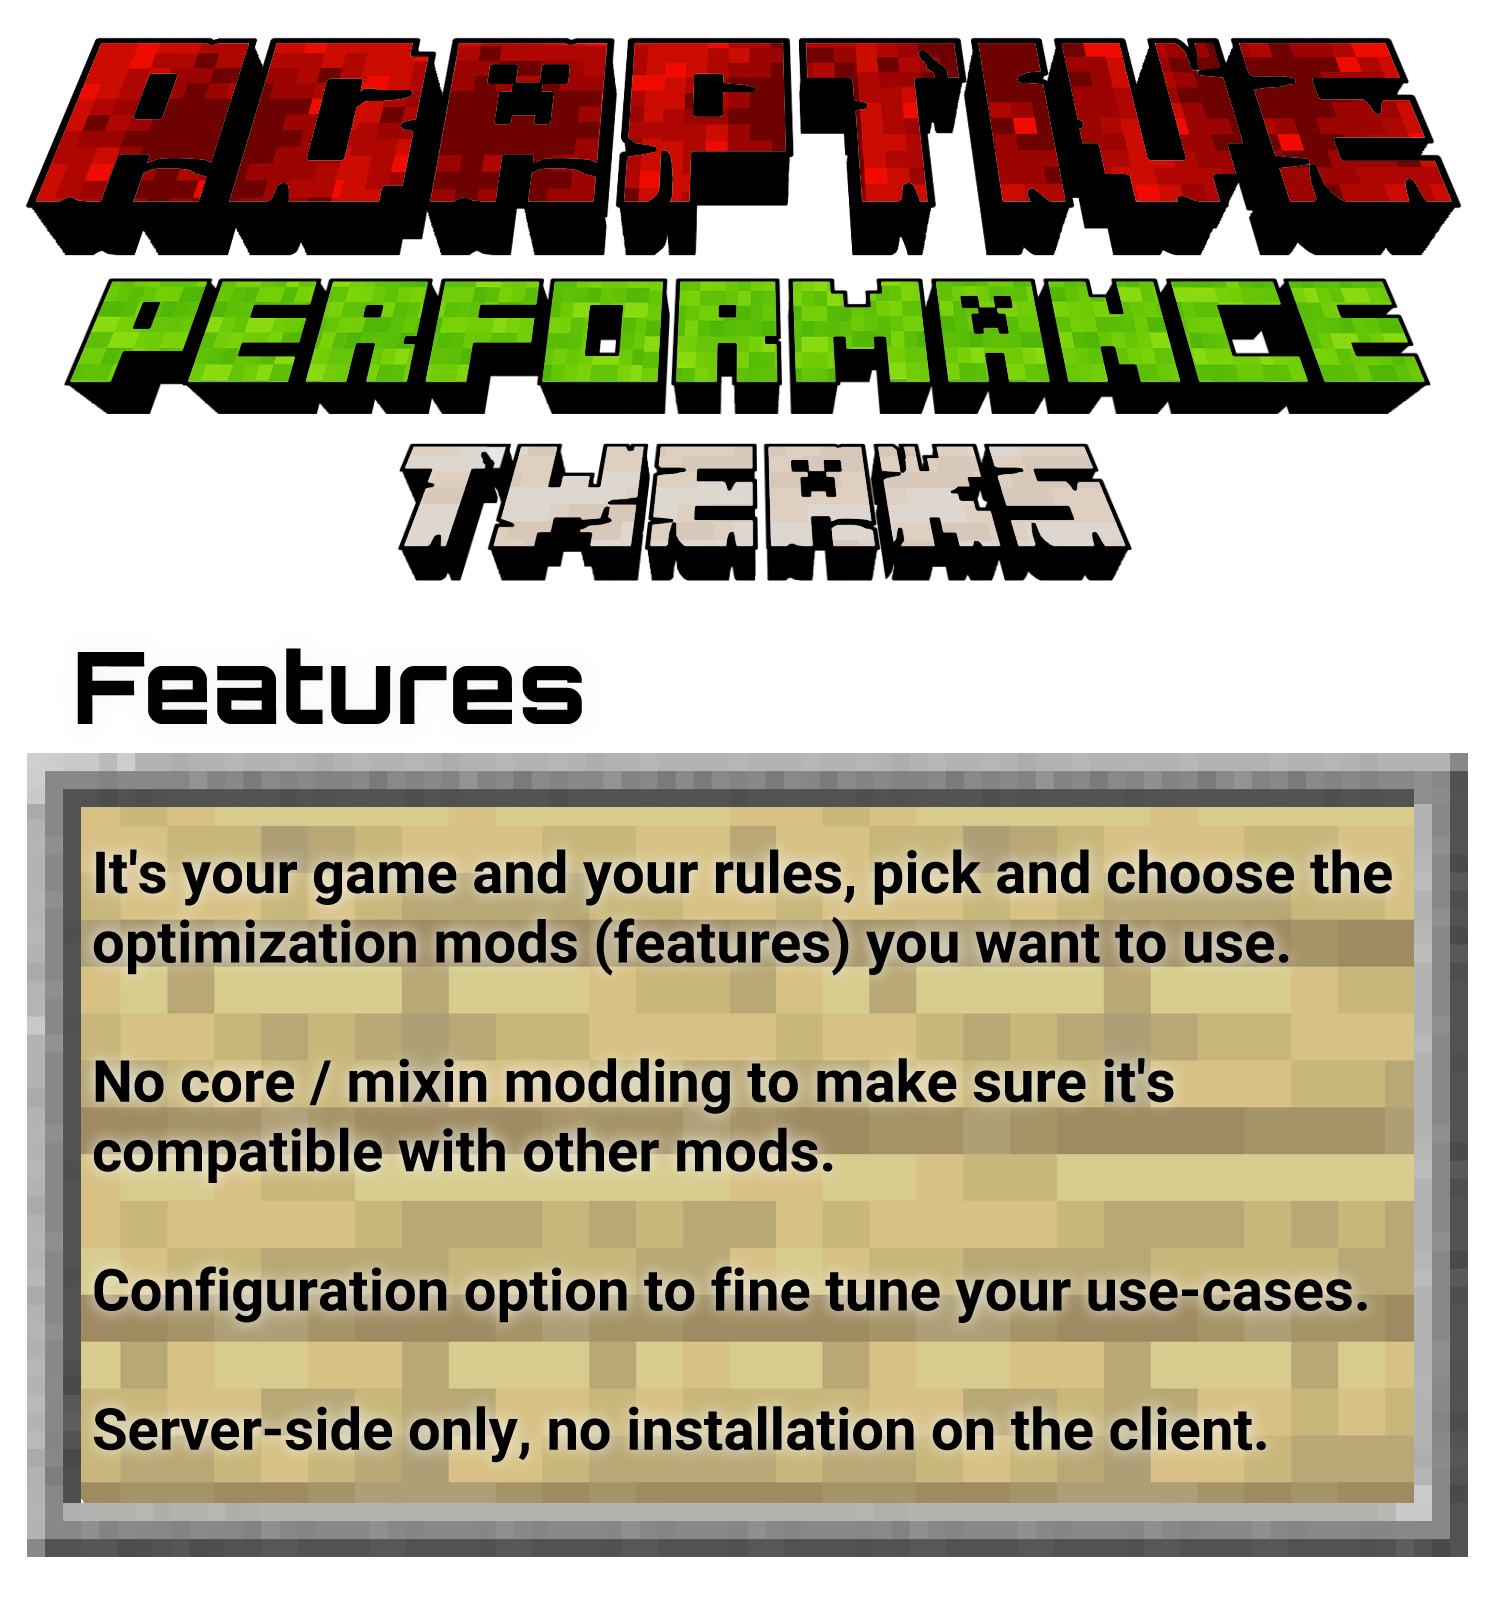 ADAPTIVE
PERFORMANCE
TWEAKS
Features
It's your game and your rules, pick and choose the
optimization mods (features) you want to use.
No core / mixin modding to make sure it's
compatible with other mods.
Configuration option to fine tune your use-cases.
Server-side only, no installation on the client.